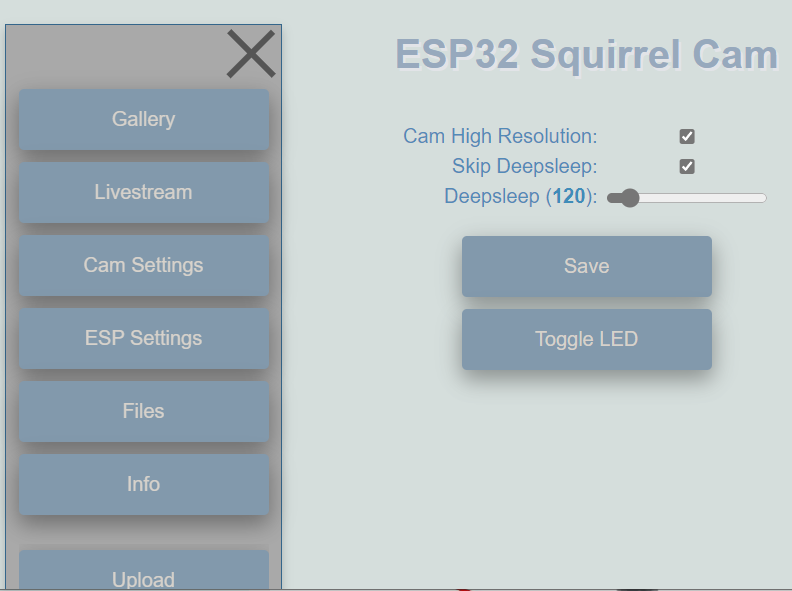 Gallery
Livestream
Cam Settings
ESP Settings
Files
Info
Upload
ESP32 Squirrel Cam
Cam High Resolution:
Skip Deepsleep:
Deepsleep (120):
Save
Toggle LED